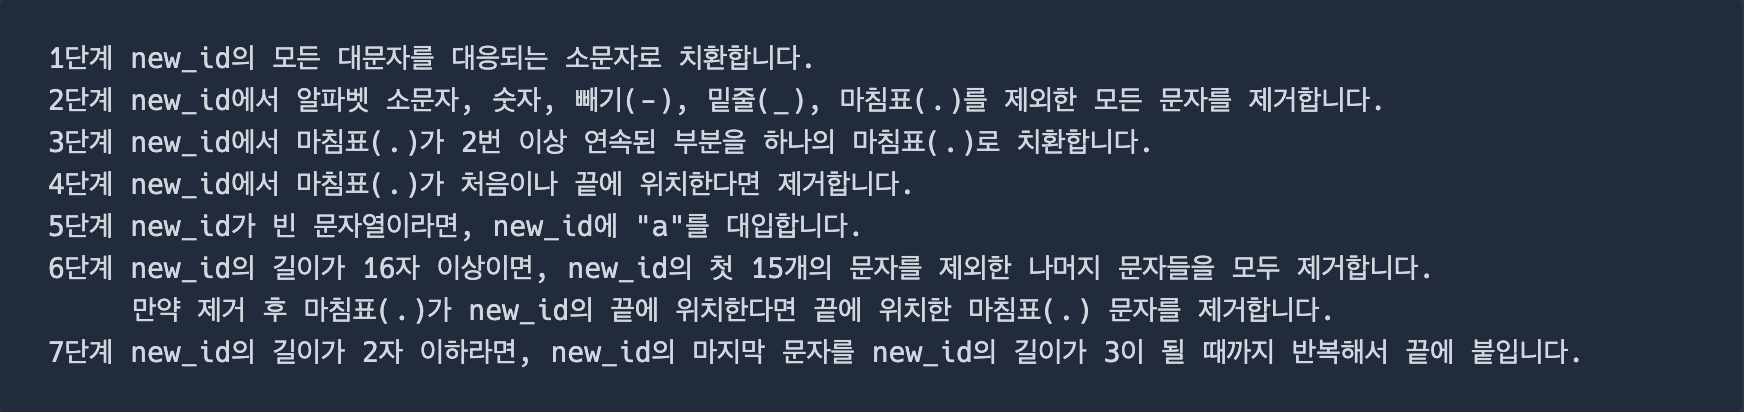 1단계 new_id의 모든 대문자를 대응되는 소문자로 치환합니다.
2단계 new_id에서 알파벳 소문자, 숫자, 빼기(-), 밑줄(_), 마침표(.)를 제외한 모든 문자를 제거합니다.
3단계 new_id에서 마침표(.)가 2번 이상 연속된 부분을 하나의 마침표(.)로 치환합니다.
4단계 new_id에서 마침표(.)가 처음이나 끝에 위치한다면 제거합니다.
5단계 new_id가 빈 문자열이라면, new_id에 "a"를 대입합니다.
6단계 new_id의 길이가 16자 이상이면, new_id의 첫 15개의 문자를 제외한 나머지 문자들을 모두 제거합니다.
만약 제거 후 마침표(.)가 new_id의 끝에 위치한다면 끝에 위치한 마침표(.) 문자를 제거합니다.
7단계 new_id의 길이가 2자 이하라면, new_id의 마지막 문자를 new_id의 길이가 3이 될 때까지 반복해서 끝에 붙입니다.